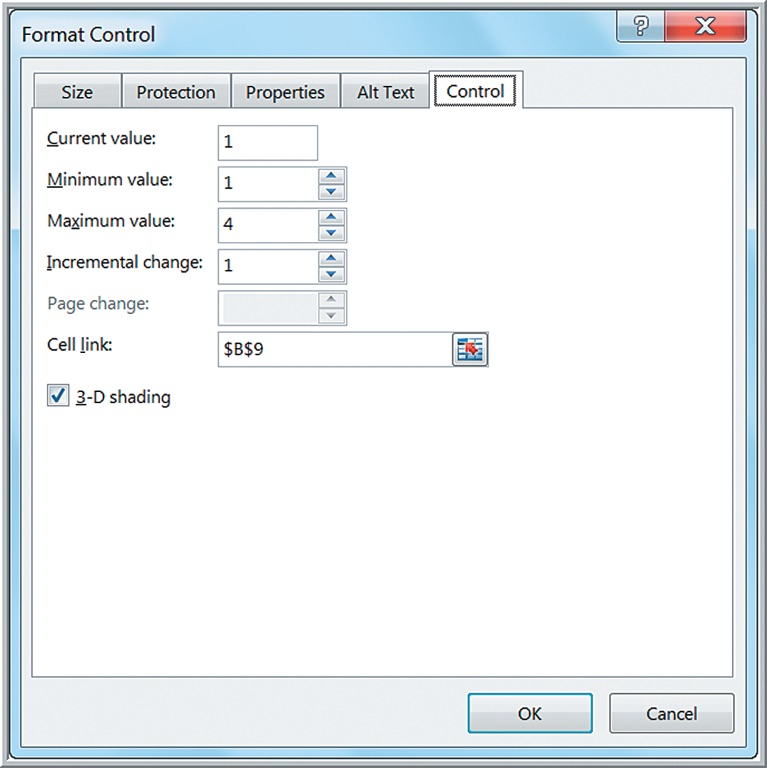 Format Control
?
X
Size Protection Properties Alt Text Control
Current value: 1
Minimum value: 1
Maximum value: 4
Incremental change: 1
Page change:
Cell link: $B$9
3-D shading
OK Cancel